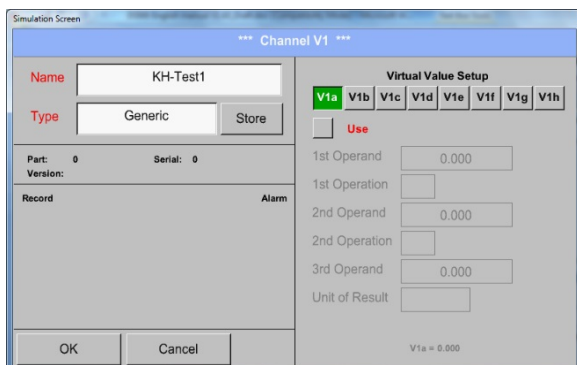 Simulation Screen
*** Channel V1 ***
Name KH-Test1
Type Generic Store
Part: 0 Serial: 0
Version:
Record Alarm
OK Cancel
Virtual Value Setup
V1a V1b V1c V1d V1e V1f V1g V1h
Use
1st Operand 0.000
1st Operation
2nd Operand 0.000
2nd Operation
3rd Operand 0.000
Unit of Result
V1a = 0.000